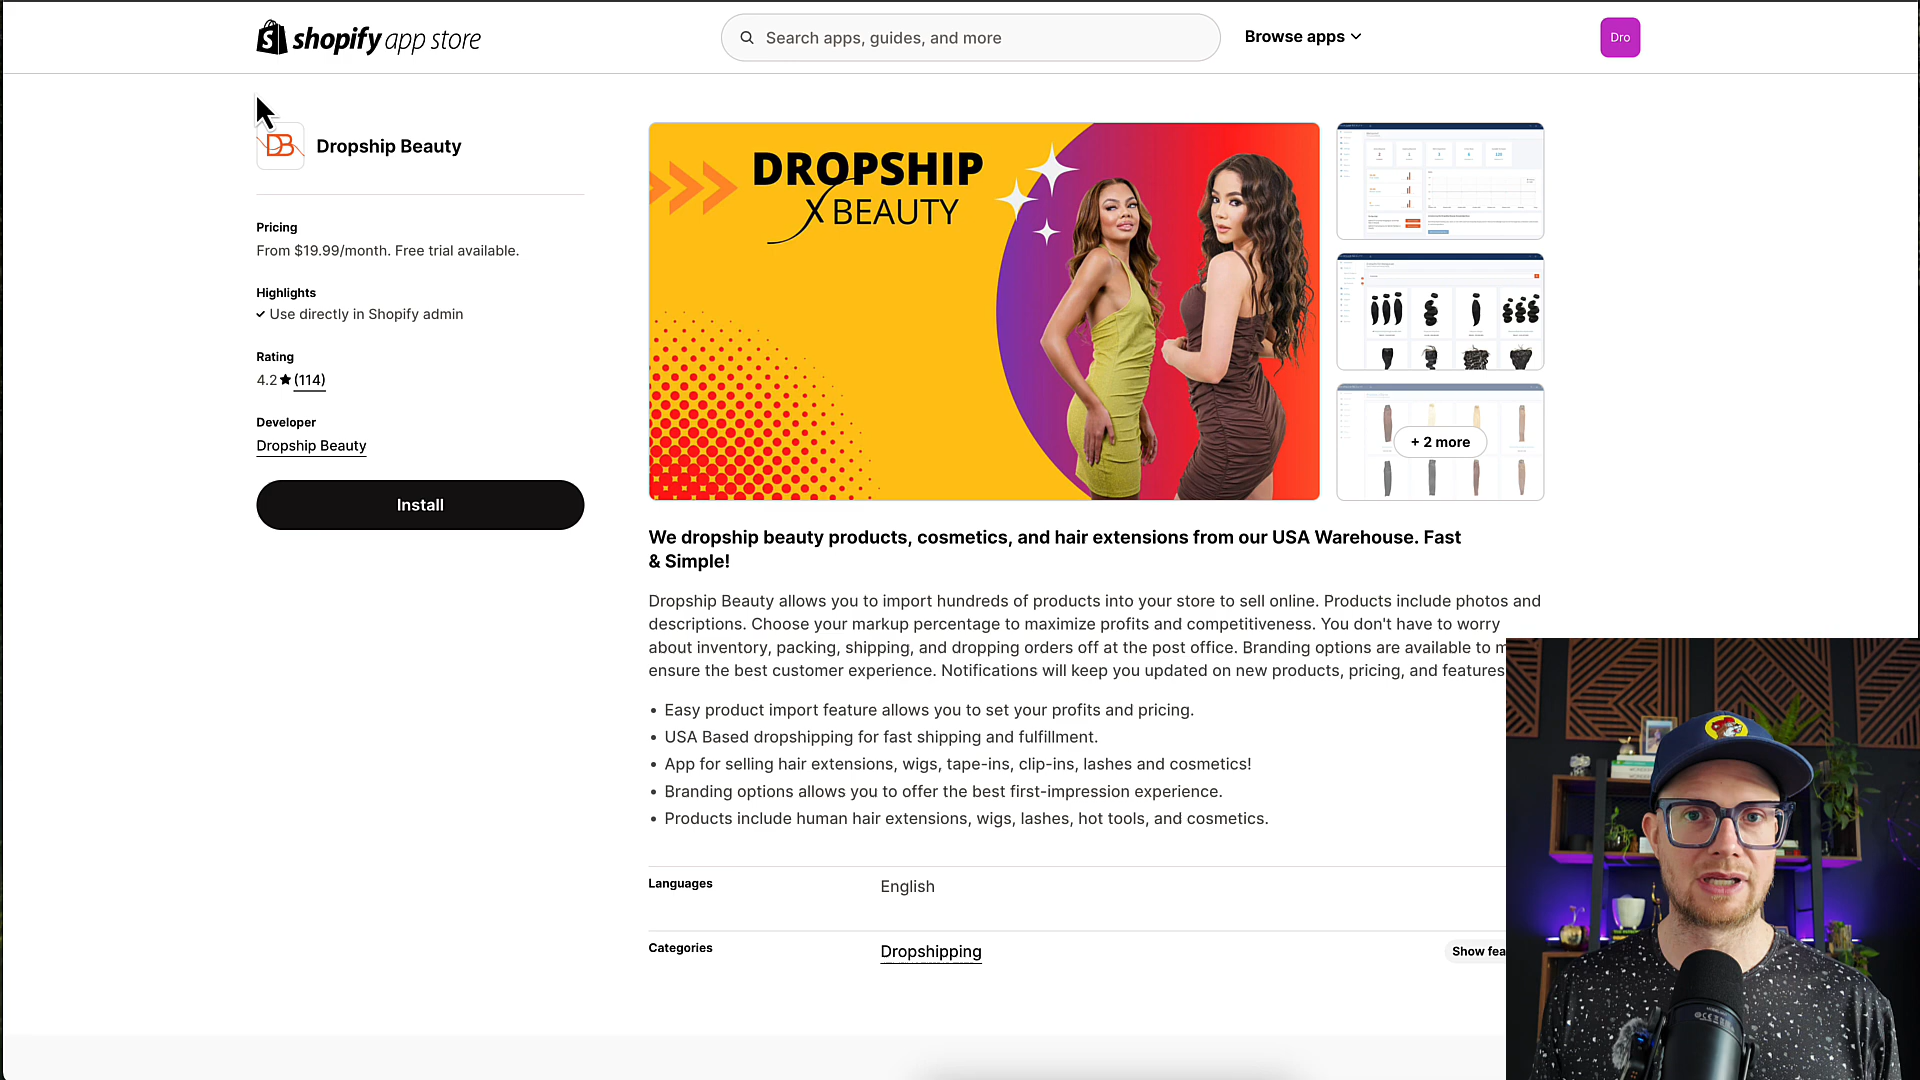 shopify app store
Search apps, guides, and more
Browse apps
Dro
DB
Dropship Beauty
Pricing
From $19.99/month. Free trial available.
Highlights
Use directly in Shopify admin
Rating
4.2 ★ (114)
Developer
Dropship Beauty
Install
DROPSHIP
X BEAUTY
+ 2 more
We dropship beauty products, cosmetics, and hair extensions from our USA Warehouse. Fast
& Simple!
Dropship Beauty allows you to import hundreds of products into your store to sell online. Products include photos and
descriptions. Choose your markup percentage to maximize profits and competitiveness. You don't have to worry
about inventory, packing, shipping, and dropping orders off at the post office. Branding options are available to m
ensure the best customer experience. Notifications will keep you updated on new products, pricing, and features
• Easy product import feature allows you to set your profits and pricing.
• USA Based dropshipping for fast shipping and fulfillment.
• App for selling hair extensions, wigs, tape-ins, clip-ins, lashes and cosmetics!
• Branding options allows you to offer the best first-impression experience.
• Products include human hair extensions, wigs, lashes, hot tools, and cosmetics.
Languages
English
Categories
Dropshipping
Show fea